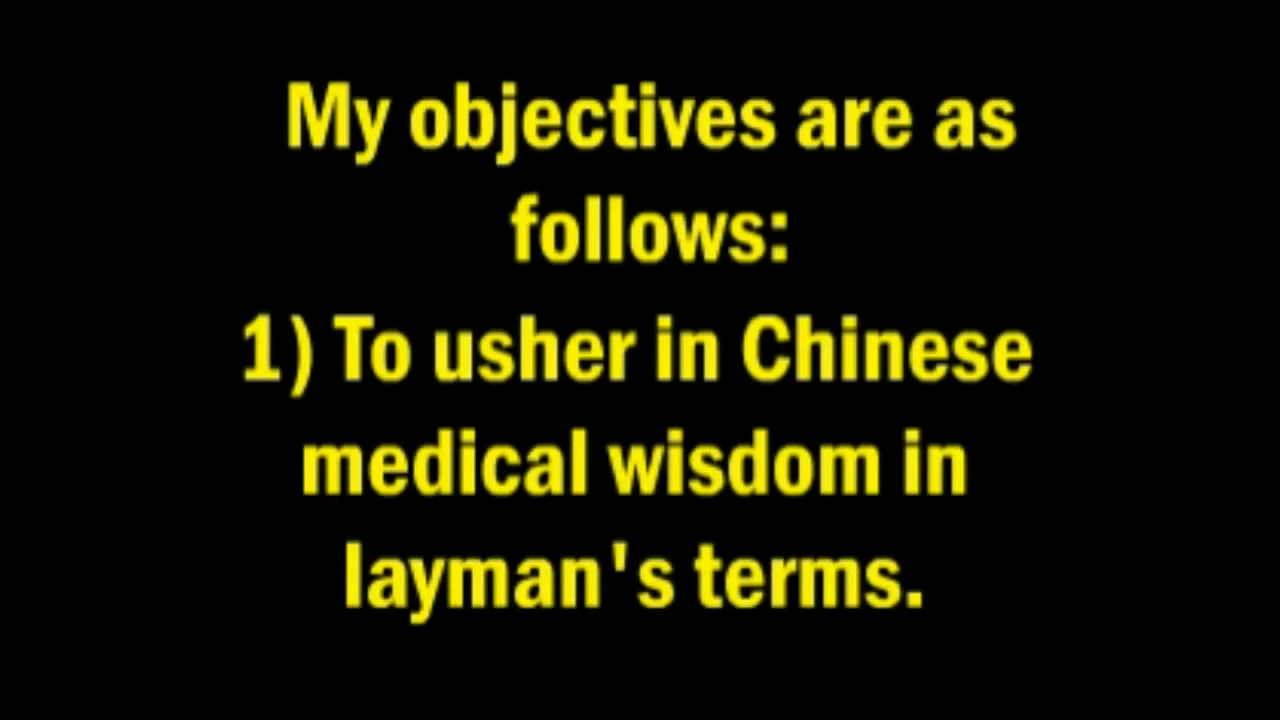 My objectives are as
follows:
1) To usher in Chinese
medical wisdom in
layman's terms.